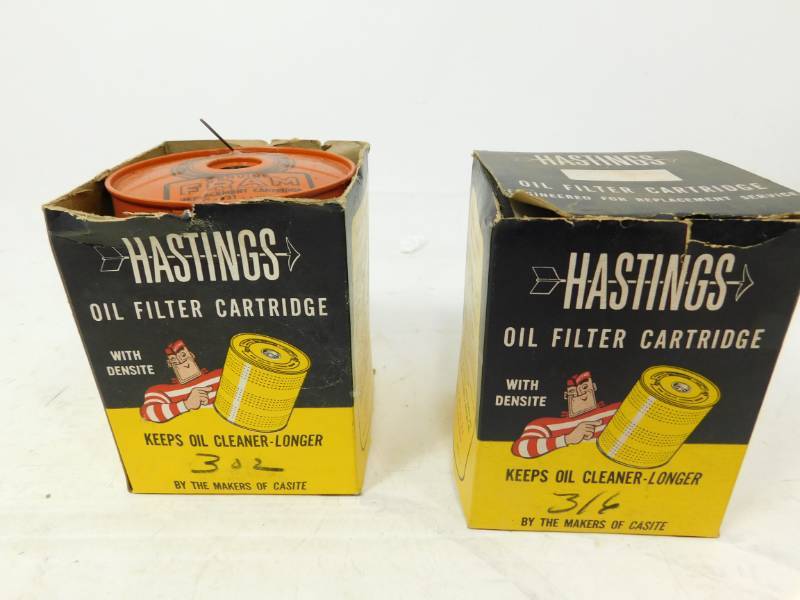 FRAM
HASTINGS
OIL FILTER CARTRIDGE
WITH
DENSITE
KEEPS OIL CLEANER-LONGER
302
BY THE MAKERS OF CASITE
HASTINGS
OIL FILTER CARTRIDGE
ENGINEERED FOR REPLACEMENT SERVICE
HASTINGS
OIL FILTER CARTRIDGE
WITH
DENSITE
KEEPS OIL CLEANER-LONGER
316
BY THE MAKERS OF CASITE